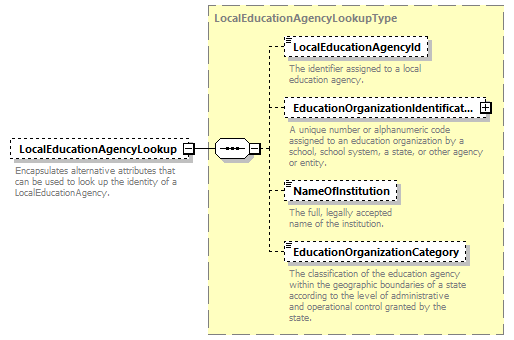 LocalEducationAgencyLookupType
LocalEducationAgencyId
The identifier assigned to a local
education agency.
EducationOrganizationIdentificat...
A unique number or alphanumeric code
assigned to an education organization by a
school, school system, a state, or other agency
or entity.
LocalEducationAgencyLookup
Encapsulates alternative attributes that
can be used to look up the identity of a
LocalEducationAgency.
NameOfInstitution
The full, legally accepted
name of the institution.
EducationOrganizationCategory
The classification of the education agency
within the geographic boundaries of a state
according to the level of administrative
and operational control granted by the
state.